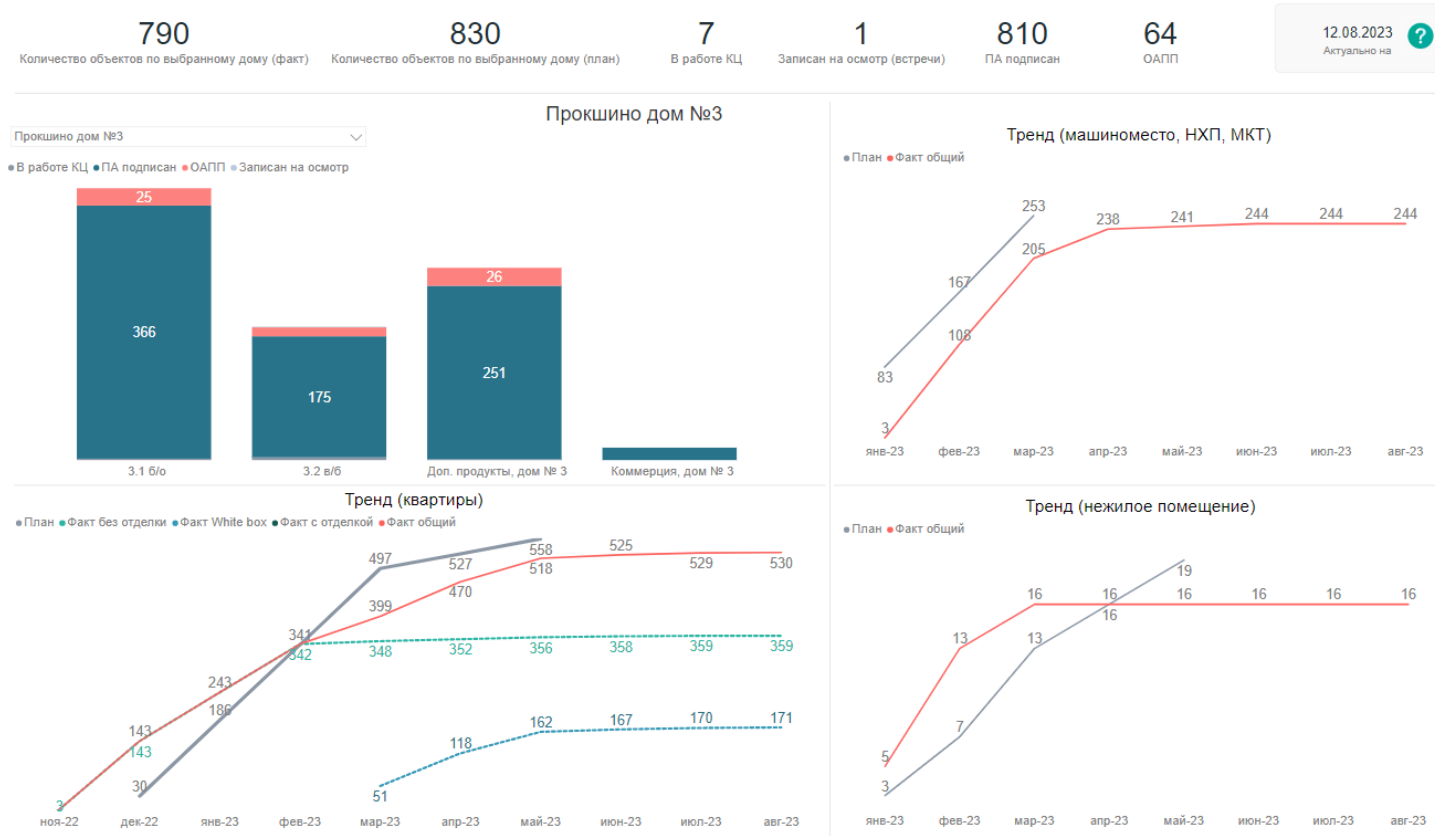 790 830 7 1 810 64 12.08.2023 ?
Количество объектов по выбранному дому (факт) Количество объектов по выбранному дому (план) В работе КЦ Записан на осмотр (встречи) ПА подписан ОАПП Актуально на
Прокшино дом №3
Прокшино дом №3
В работе КЦ ПА подписан ОАПП Записан на осмотр
25
366
175
26
251
3.1 б/о 3.2 в/б Доп. продукты, дом № 3 Коммерция, дом № 3
Тренд (машиноместо, НХП, МКТ)
План Факт общий
253
238 241 244 244 244
205
167
108
83
3
янв-23 фев-23 мар-23 апр-23 май-23 июн-23 июл-23 авг-23
Тренд (квартиры)
План Факт без отделки Факт White box Факт с отделкой Факт общий
497 527 558 525 529 530
518
399 470
341
342 348 352 356 358 359 359
243
186
143
143
30
3
51 118 162 167 170 171
ноя-22 дек-22 янв-23 фев-23 мар-23 апр-23 май-23 июн-23 июл-23 авг-23
Тренд (нежилое помещение)
План Факт общий
19
16 16 16 16 16 16
16
13 13
7
5
3
янв-23 фев-23 мар-23 апр-23 май-23 июн-23 июл-23 авг-23